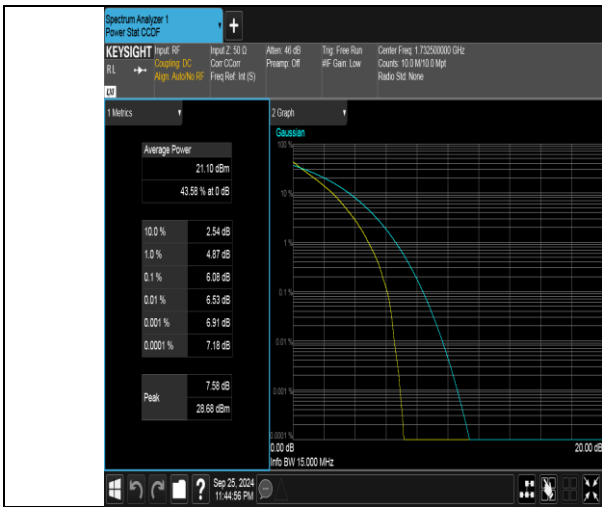 Spectrum Analyzer 1
Power Stat CCDF
+
KEYSIGHT
R L
LXI
Input: RF
Coupling: DC
Align: Auto/No RF
Input Z: 50 Ω
Corr CCorr
Freq Ref: Int (S)
Atten: 46 dB
Preamp: Off
Trig: Free Run
#IF Gain: Low
Center Freq: 1.732500000 GHz
Counts: 10.0 M/10.0 Mpt
Radio Std: None
1 Metrics
Average Power
21.10 dBm
43.58 % at 0 dB
10.0 % 2.54 dB
1.0 % 4.87 dB
0.1 % 6.08 dB
0.01 % 6.53 dB
0.001 % 6.91 dB
0.0001 % 7.18 dB
Peak
7.58 dB
28.68 dBm
2 Graph
Gaussian
100 %
10 %
1 %
0.1 %
0.01 %
0.001 %
0.0001 %
0.00 dB 20.00 dB
Info BW 15.000 MHz
?
Sep 25, 2024
11:44:56 PM